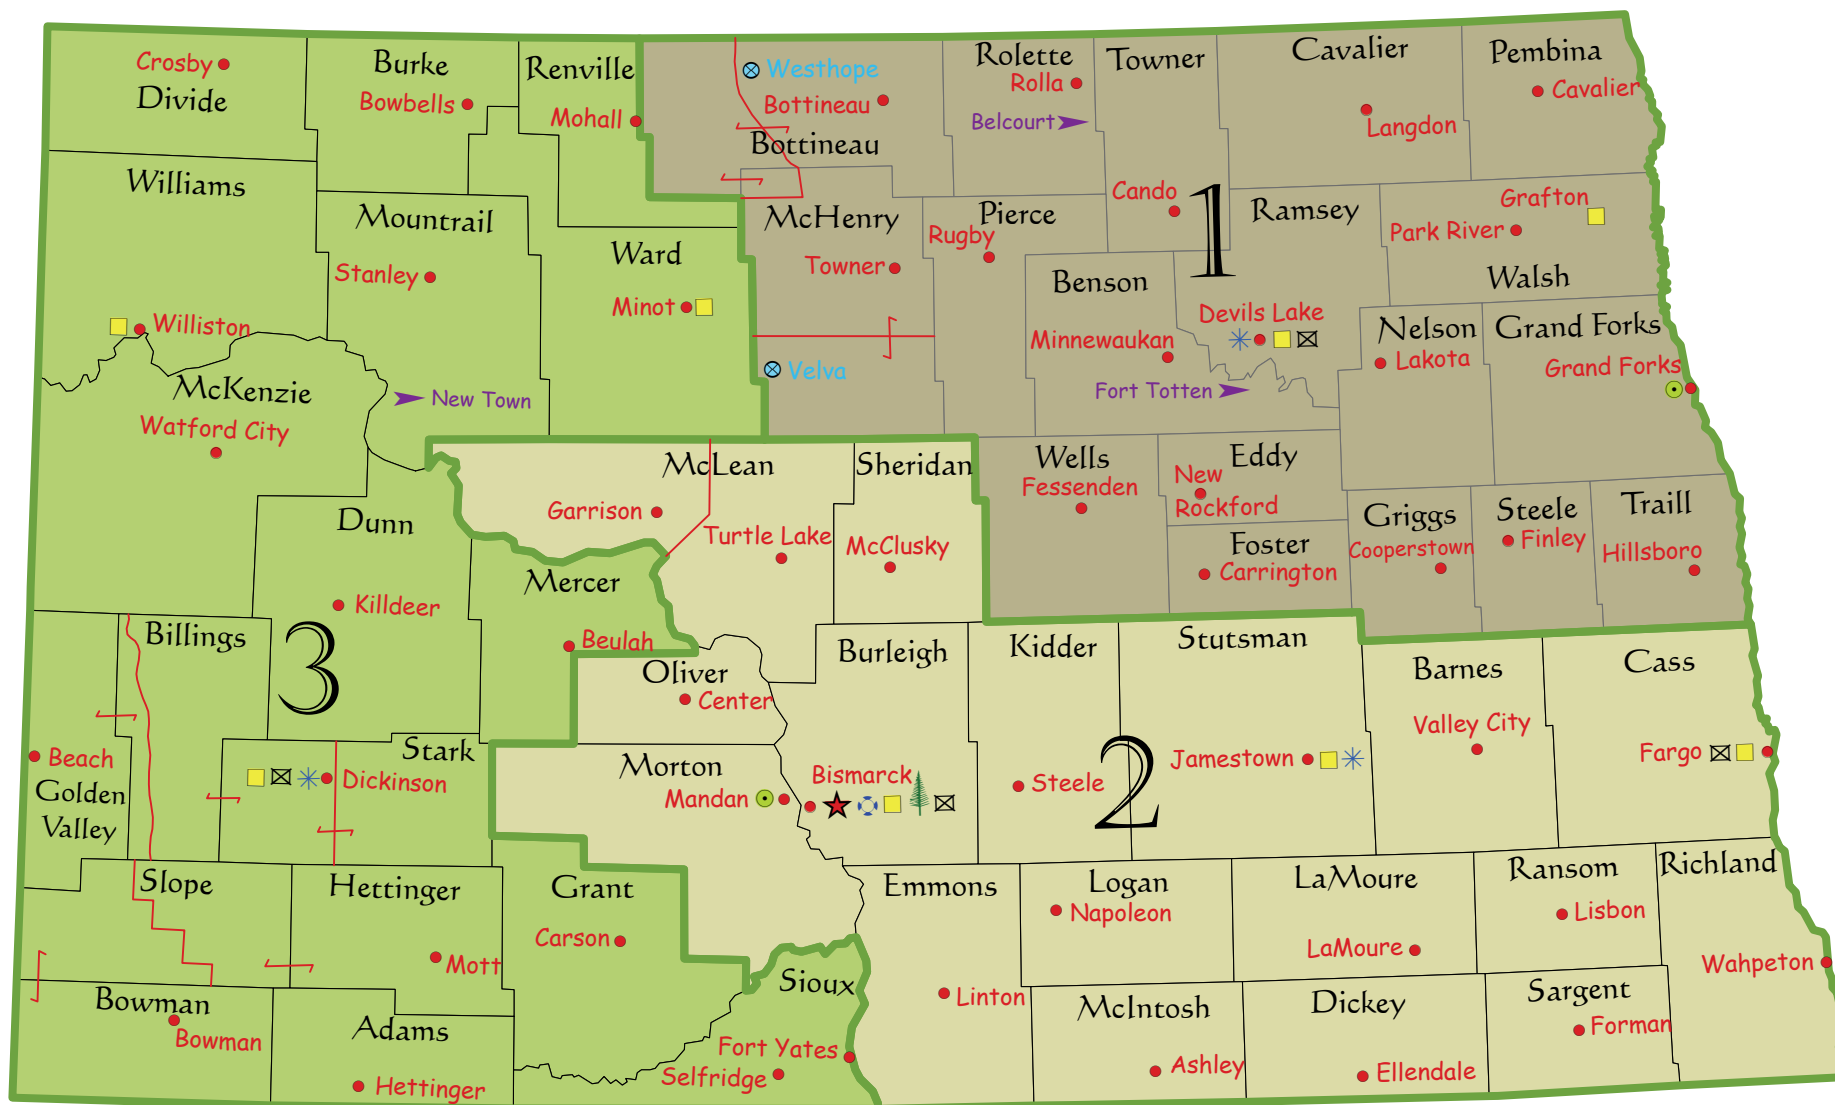 Crosby
Divide
Burke
Bowbells
Renville
Mohall
Westhope
Bottineau
Bottineau
Rolette
Rolla
Belcourt
Towner
Cando
Cavalier
Langdon
Pembina
Cavalier
Williams
Williston
Mountrail
Stanley
New Town
Ward
Minot
McHenry
Towner
Velva
Pierce
Rugby
1
Ramsey
Devils Lake
Benson
Minnewaukan
Fort Totten
Grafton
Park River
Walsh
Nelson
Lakota
Grand Forks
Grand Forks
McKenzie
Watford City
McLean
Garrison
Turtle Lake
Sheridan
McClusky
Wells
Fessenden
Eddy
New
Rockford
Foster
Carrington
Griggs
Cooperstown
Steele
Finley
Traill
Hillsboro
Dunn
Killdeer
Mercer
Beulah
Billings
3
Beach
Golden
Valley
Stark
Dickinson
Oliver
Center
Burleigh
Bismarck
Morton
Mandan
Kidder
Steele
2
Stutsman
Jamestown
Barnes
Valley City
Cass
Fargo
Slope
Hettinger
Mott
Grant
Carson
Emmons
Linton
Logan
Napoleon
LaMoure
LaMoure
Ransom
Lisbon
Richland
Wahpeton
Bowman
Bowman
Adams
Hettinger
Sioux
Fort Yates
Selfridge
McIntosh
Ashley
Dickey
Ellendale
Sargent
Forman